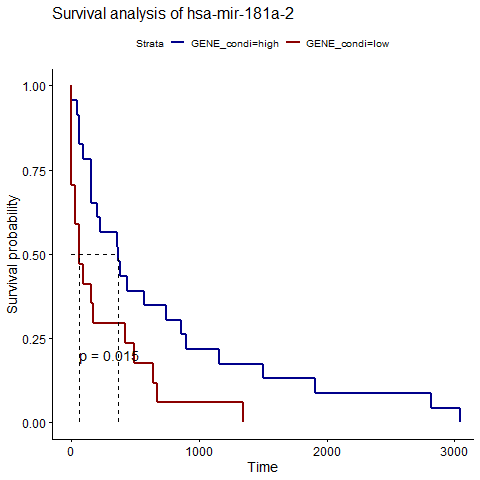 Survival analysis of hsa-mir-181a-2
Strata GENE_condi=high GENE_condi=low
1.00
0.75
0.50
0.25
0.00
Survival probability
p = 0.015
0 1000 2000 3000
Time